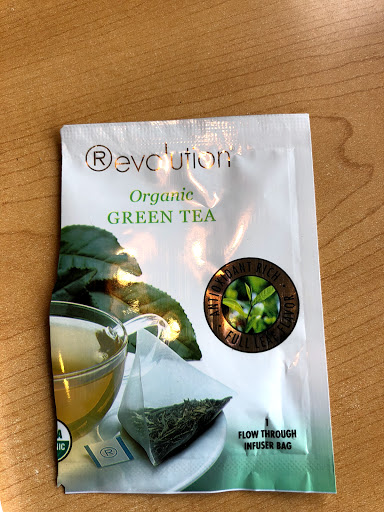 Ⓡevolution
Organic
GREEN TEA
ANTIOXIDANT RICH •
FULL LEAF FLAVOR •
1
FLOW THROUGH
INFUSER BAG
Ⓡ